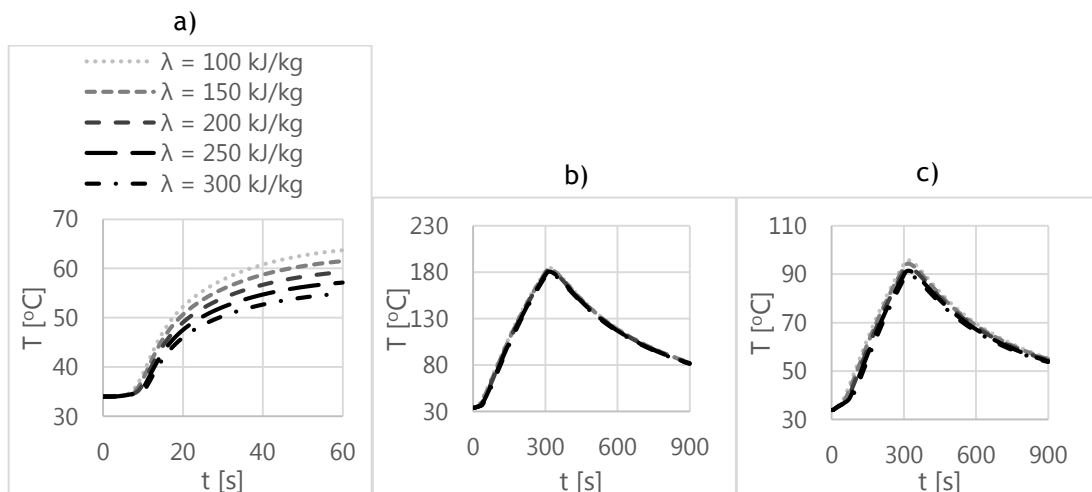 a)
λ = 100 kJ/kg
λ = 150 kJ/kg
λ = 200 kJ/kg
λ = 250 kJ/kg
λ = 300 kJ/kg
70
60
50
40
30
T [°C]
0 20 40 60
t [s]
b)
230
180
130
80
30
T [°C]
0 300 600 900
t [s]
c)
110
90
70
50
30
T [°C]
0 300 600 900
t [s]